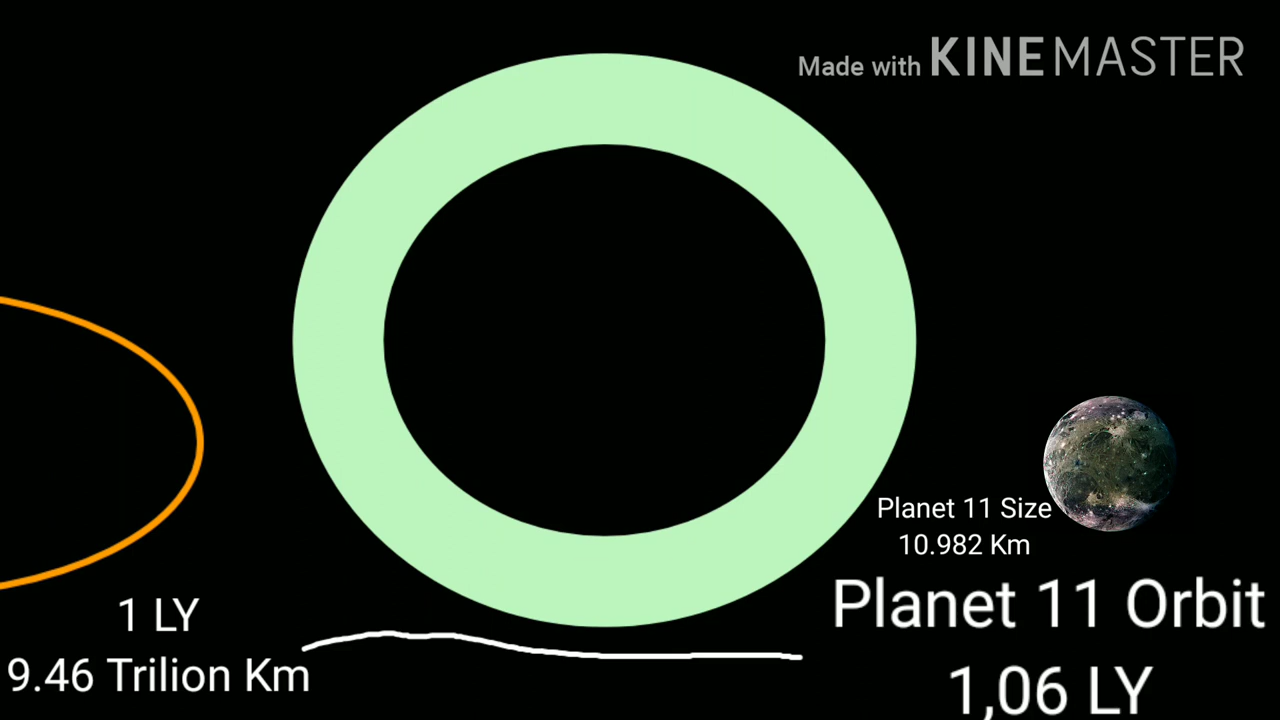 Made with KINEMASTER
Planet 11 Size
10.982 Km
Planet 11 Orbit
1,06 LY
1 LY
9.46 Trilion Km